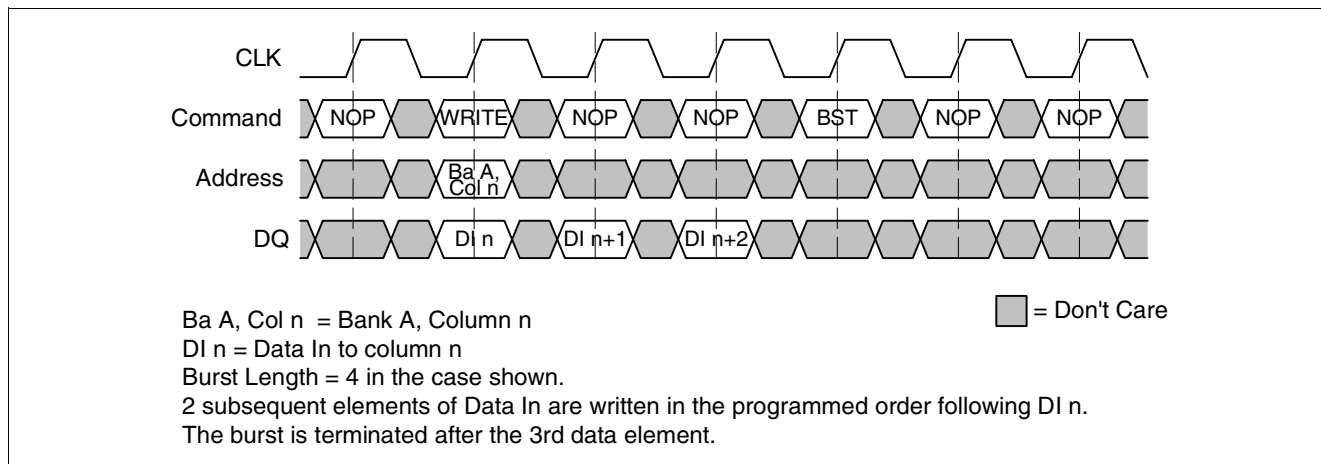 CLK
Command NOP WRITE NOP NOP BST NOP NOP
Address Ba A,
Col n
DQ DI n DI n+1 DI n+2
Ba A, Col n = Bank A, Column n
= Don't Care
DI n = Data In to column n
Burst Length = 4 in the case shown.
2 subsequent elements of Data In are written in the programmed order following DI n.
The burst is terminated after the 3rd data element.